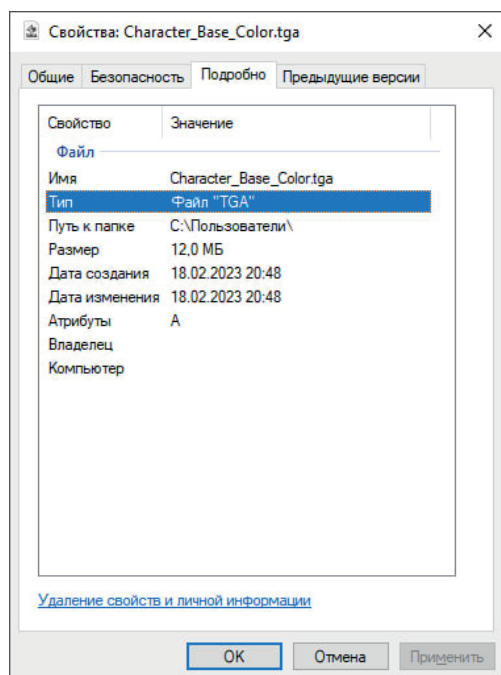 Свойства: Character_Base_Color.tga
Общие Безопасность Подробно Предыдущие версии
Свойство Значение
Файл
Имя Character_Base_Color.tga
Тип Файл "TGA"
Путь к папке C:\Пользователи\
Размер 12,0 МБ
Дата создания 18.02.2023 20:48
Дата изменения 18.02.2023 20:48
Атрибуты A
Владелец
Компьютер
Удаление свойств и личной информации
OK Отмена Применить